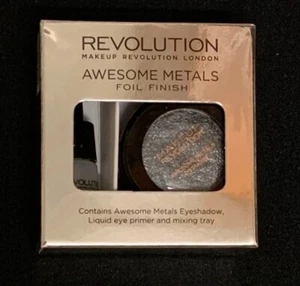 REVOLUTION
MAKEUP REVOLUTION LONDON
AWESOME METALS
FOIL FINISH
Contains Awesome Metals Eyeshadow,
Liquid eye primer and mixing tray